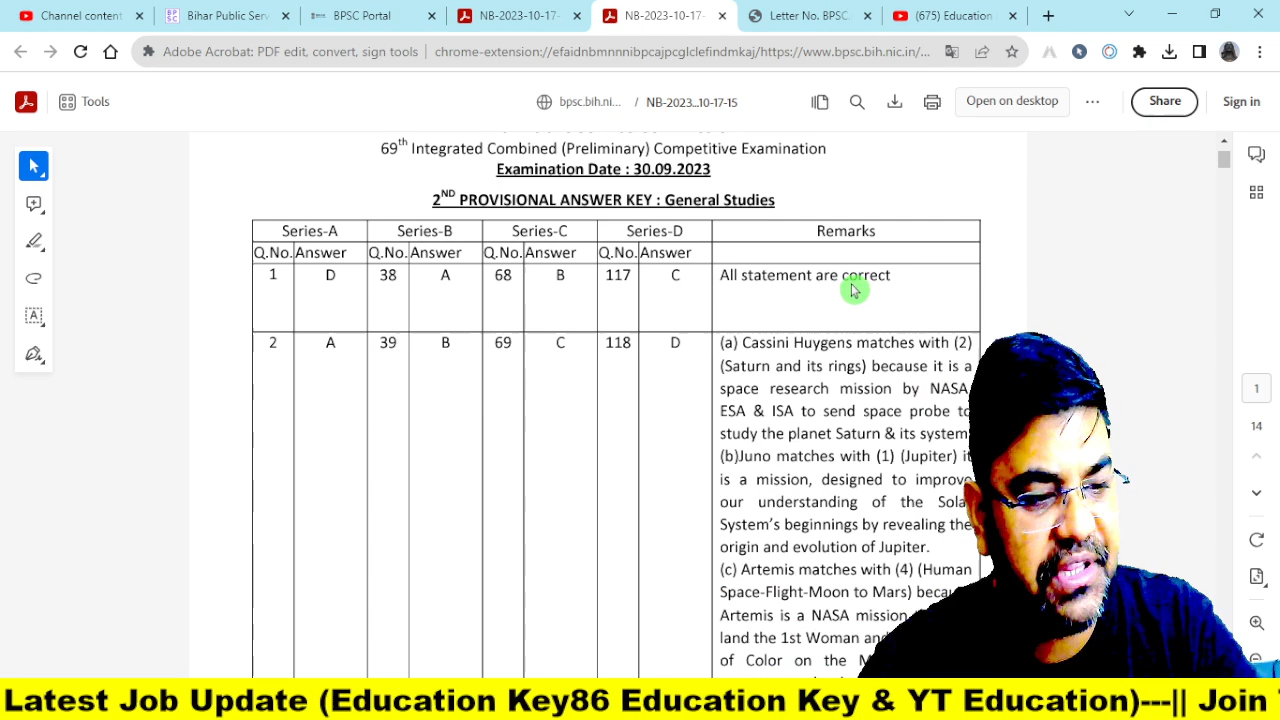 Channel content
Bihar Public Serv
BPSC Portal
NB-2023-10-17-
NB-2023-10-17-
Letter No. BPSC.
(675) Education
Adobe Acrobat: PDF edit, convert, sign tools
chrome-extension://efaidnbmnnnibpcajpcglclefindmkaj/https://www.bpsc.bih.nic.in/...
Tools
bpsc.bih.ni... / NB-2023...10-17-15
Open on desktop
Share
Sign in
69th Integrated Combined (Preliminary) Competitive Examination
Examination Date : 30.09.2023
2ND PROVISIONAL ANSWER KEY : General Studies
Series-A Series-B Series-C Series-D Remarks
Q.No. Answer Q.No. Answer Q.No. Answer Q.No. Answer
1 D 38 A 68 B 117 C All statement are correct
2 A 39 B 69 C 118 D (a) Cassini Huygens matches with (2)
(Saturn and its rings) because it is a
space research mission by NASA
ESA & ISA to send space probe to
study the planet Saturn & its system
(b)Juno matches with (1) (Jupiter) it
is a mission, designed to improve
our understanding of the Sola
System's beginnings by revealing the
origin and evolution of Jupiter.
(c) Artemis matches with (4) (Human
Space-Flight-Moon to Mars) becau
Artemis is a NASA mission
land the 1st Woman and
of Color on the M
1
14
Latest Job Update (Education Key86 Education Key & YT Education)---|| Join